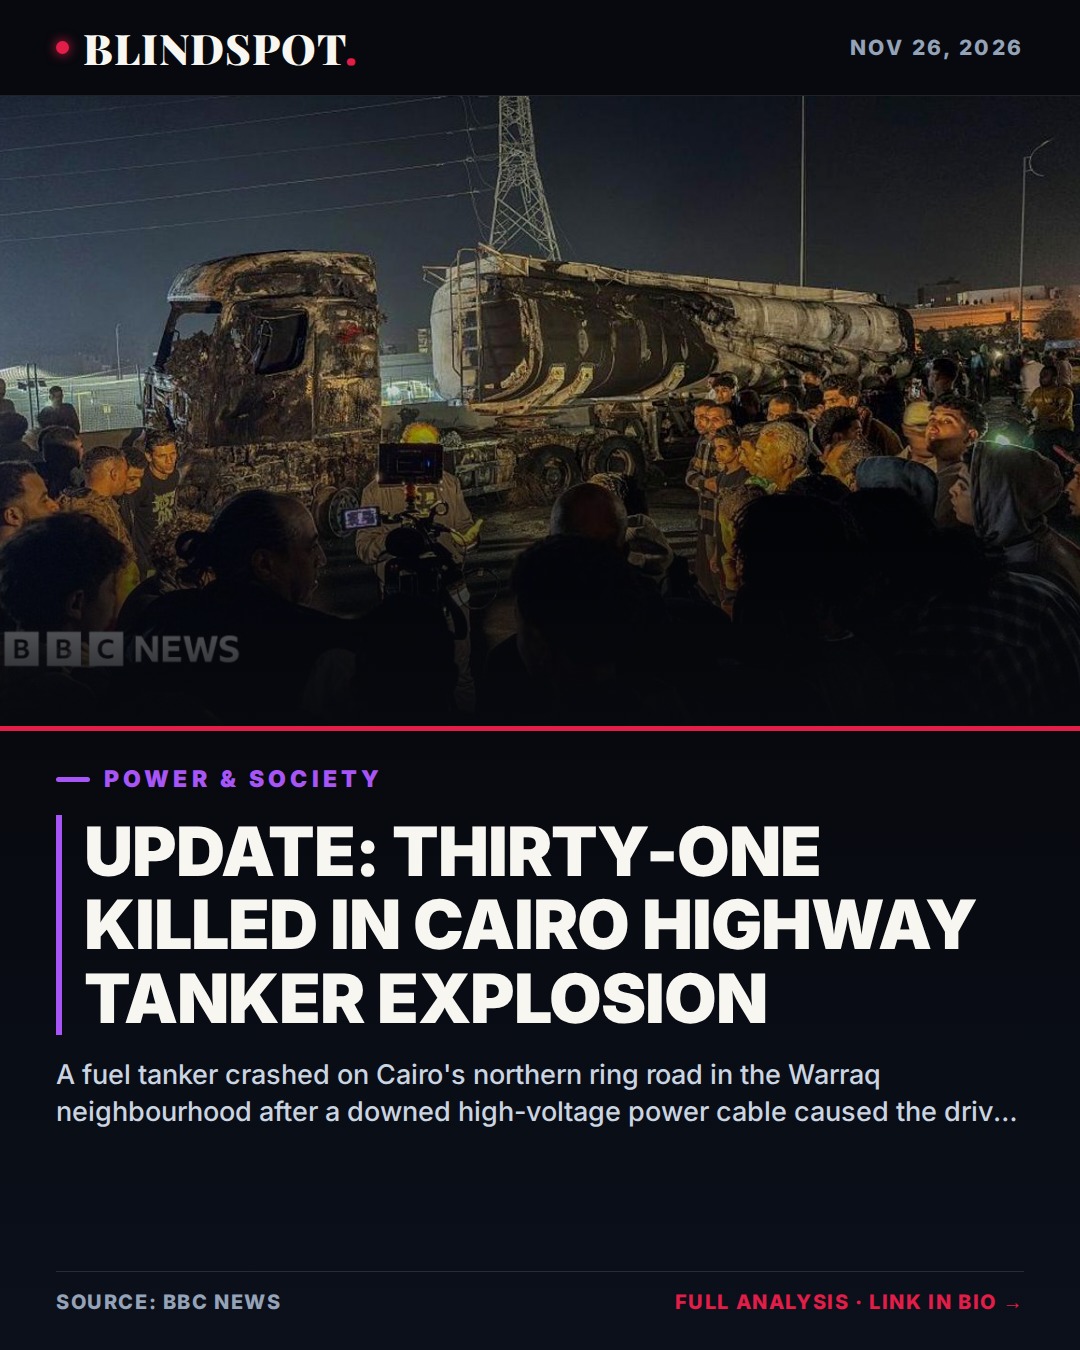 BLINDSPOT.
NOV 26, 2026
BBC NEWS
POWER & SOCIETY
UPDATE: THIRTY-ONE
KILLED IN CAIRO HIGHWAY
TANKER EXPLOSION
A fuel tanker crashed on Cairo's northern ring road in the Warraq
neighbourhood after a downed high-voltage power cable caused the driv...
SOURCE: BBC NEWS
FULL ANALYSIS · LINK IN BIO →